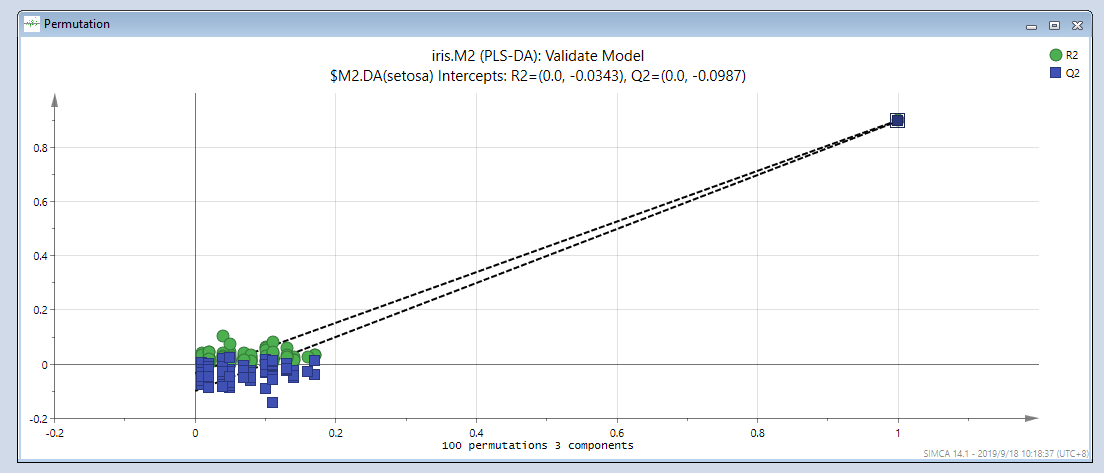 Permutation
iris.M2 (PLS-DA): Validate Model
$M2.DA(setosa) Intercepts: R2=(0.0, -0.0343), Q2=(0.0, -0.0987)
R2
Q2
0.8
0.6
0.4
0.2
0
-0.2
-0.2
0
0.2
0.4
0.6
0.8
1
100 permutations 3 components
SIMCA 14.1 - 2019/9/18 10:18:37 (UTC+8)